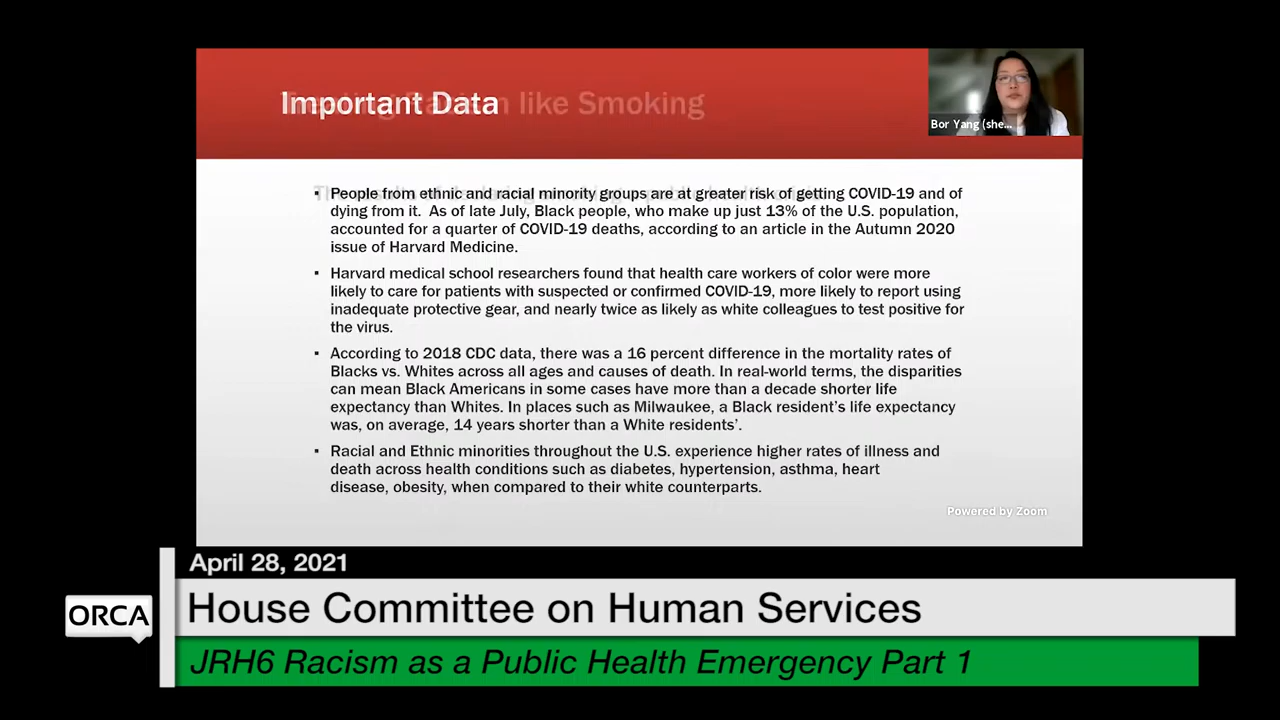 Important Data
like Smoking
Bor Yang (she...
▪ People from ethnic and racial minority groups are at greater risk of getting COVID-19 and of
dying from it. As of late July, Black people, who make up just 13% of the U.S. population,
accounted for a quarter of COVID-19 deaths, according to an article in the Autumn 2020
issue of Harvard Medicine.
▪ Harvard medical school researchers found that health care workers of color were more
likely to care for patients with suspected or confirmed COVID-19, more likely to report using
inadequate protective gear, and nearly twice as likely as white colleagues to test positive for
the virus.
▪ According to 2018 CDC data, there was a 16 percent difference in the mortality rates of
Blacks vs. Whites across all ages and causes of death. In real-world terms, the disparities
can mean Black Americans in some cases have more than a decade shorter life
expectancy than Whites. In places such as Milwaukee, a Black resident's life expectancy
was, on average, 14 years shorter than a White residents'.
▪ Racial and Ethnic minorities throughout the U.S. experience higher rates of illness and
death across health conditions such as diabetes, hypertension, asthma, heart
disease, obesity, when compared to their white counterparts.
Powered by Zoom
April 28, 2021
ORCA
House Committee on Human Services
JRH6 Racism as a Public Health Emergency Part 1